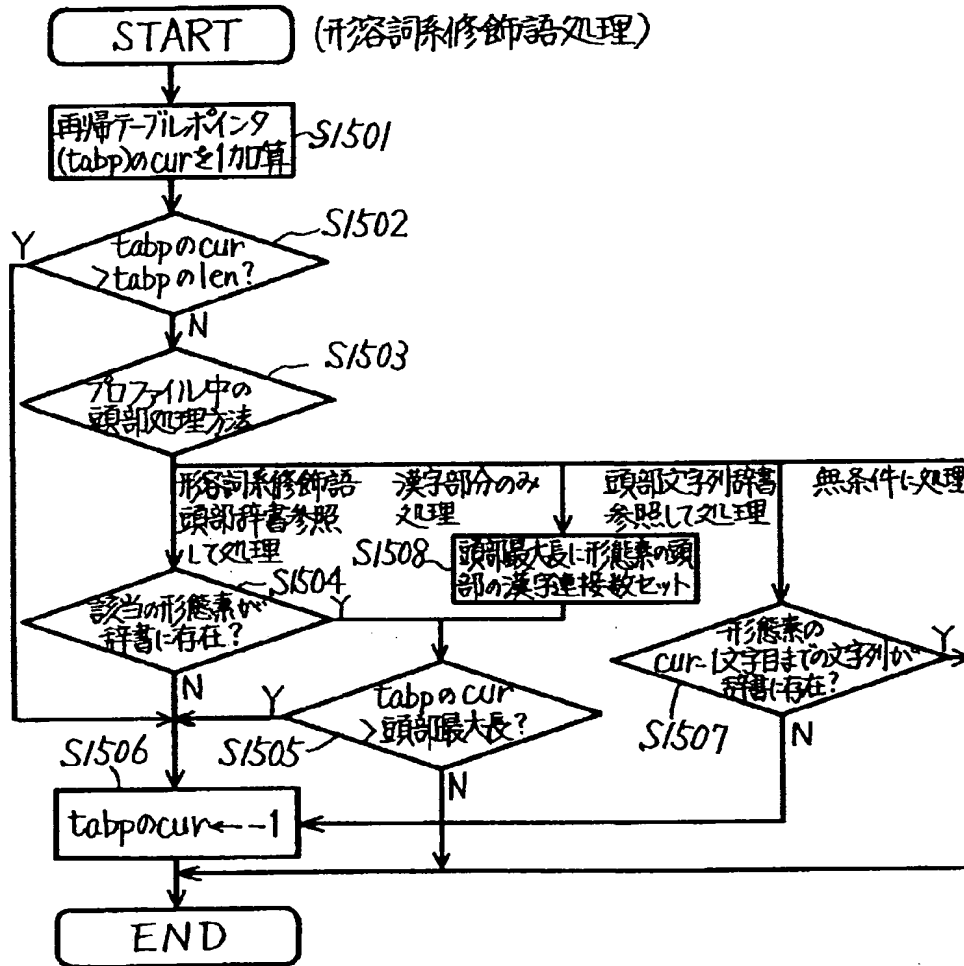 START
(形容詞系修飾語処理)
再帰テーブルポインタ
(tabp)のcurを1加算
S1501
S1502
Y
tabpのcur
>tabpのlen?
N
S1503
プロファイル中の
頭部処理方法
形容詞系修飾語
頭部辞書参照
して処理
漢字部分のみ
処理
頭部文字列辞書
参照して処理
無条件に処理
S1508
頭部最大長に形態素の頭
部の漢字連接数セット
S1504
該当の形態素が
辞書に存在?
Y
N
形態素の
cur-1文字目までの文字列が
辞書に存在?
Y
S1507
N
tabpのcur
>頭部最大長?
Y
S1505
N
S1506
tabpのcur←--1
END